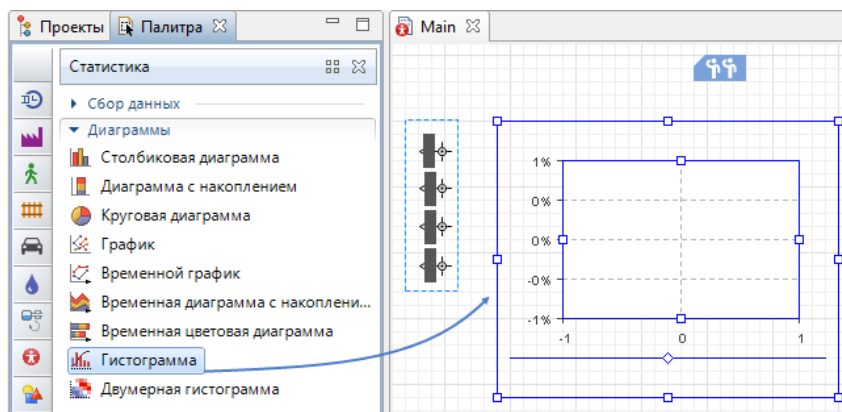 Проекты
Палитра
Статистика
Сбор данных
Диаграммы
Столбиковая диаграмма
Диаграмма с накоплением
Круговая диаграмма
График
Временной график
Временная диаграмма с накоплени...
Временная цветовая диаграмма
Гистограмма
Двумерная гистограмма
Main
1%
0%
0%
-0%
-1%
-1 0 1